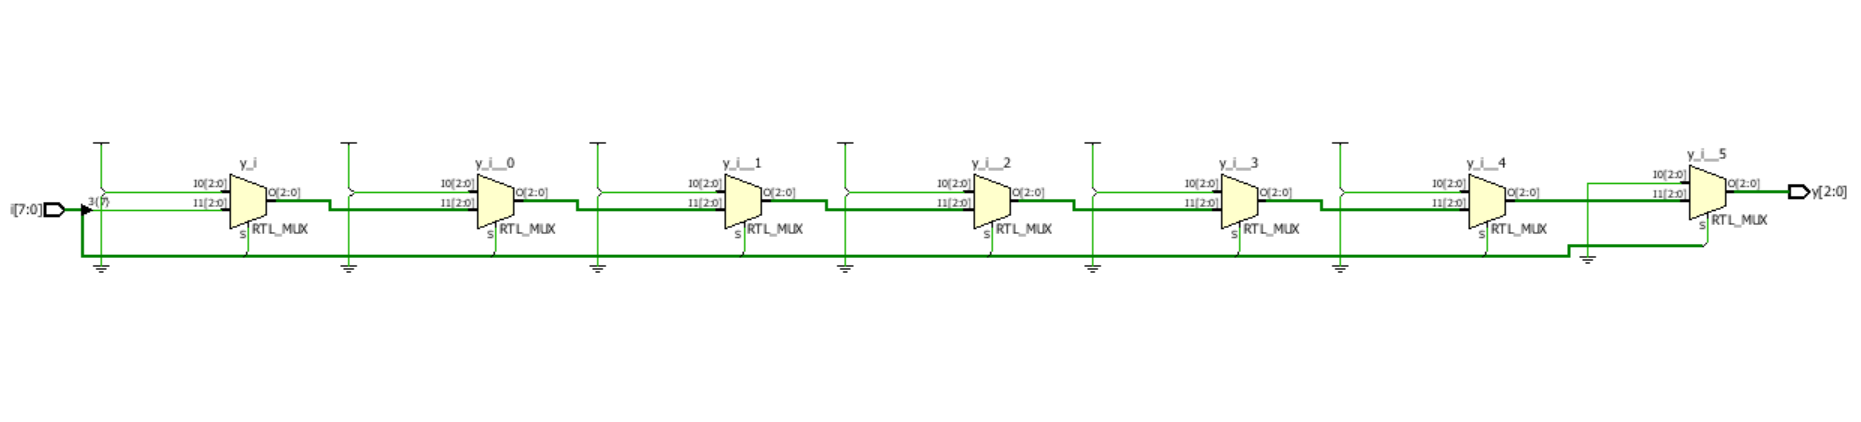 i[7:0]
3(7)
y_i
I0[2:0]
I1[2:0]
S
O[2:0]
RTL_MUX
y_i__0
I0[2:0]
I1[2:0]
S
O[2:0]
RTL_MUX
y_i__1
I0[2:0]
I1[2:0]
S
O[2:0]
RTL_MUX
y_i__2
I0[2:0]
I1[2:0]
S
O[2:0]
RTL_MUX
y_i__3
I0[2:0]
I1[2:0]
S
O[2:0]
RTL_MUX
y_i__4
I0[2:0]
I1[2:0]
S
O[2:0]
RTL_MUX
y_i__5
I0[2:0]
I1[2:0]
S
O[2:0]
RTL_MUX
y[2:0]